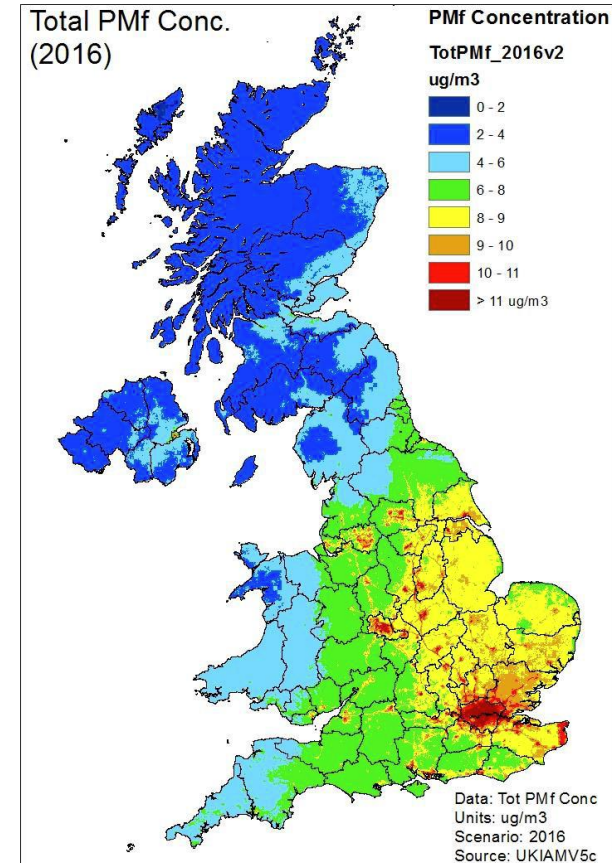 Total PMf Conc.
(2016)
PMf Concentration
TotPMf_2016v2
ug/m3
0 - 2
2 - 4
4 - 6
6 - 8
8 - 9
9 - 10
10 - 11
> 11 ug/m3
Data: Tot PMf Conc
Units: ug/m3
Scenario: 2016
Source: UKIAMV5c